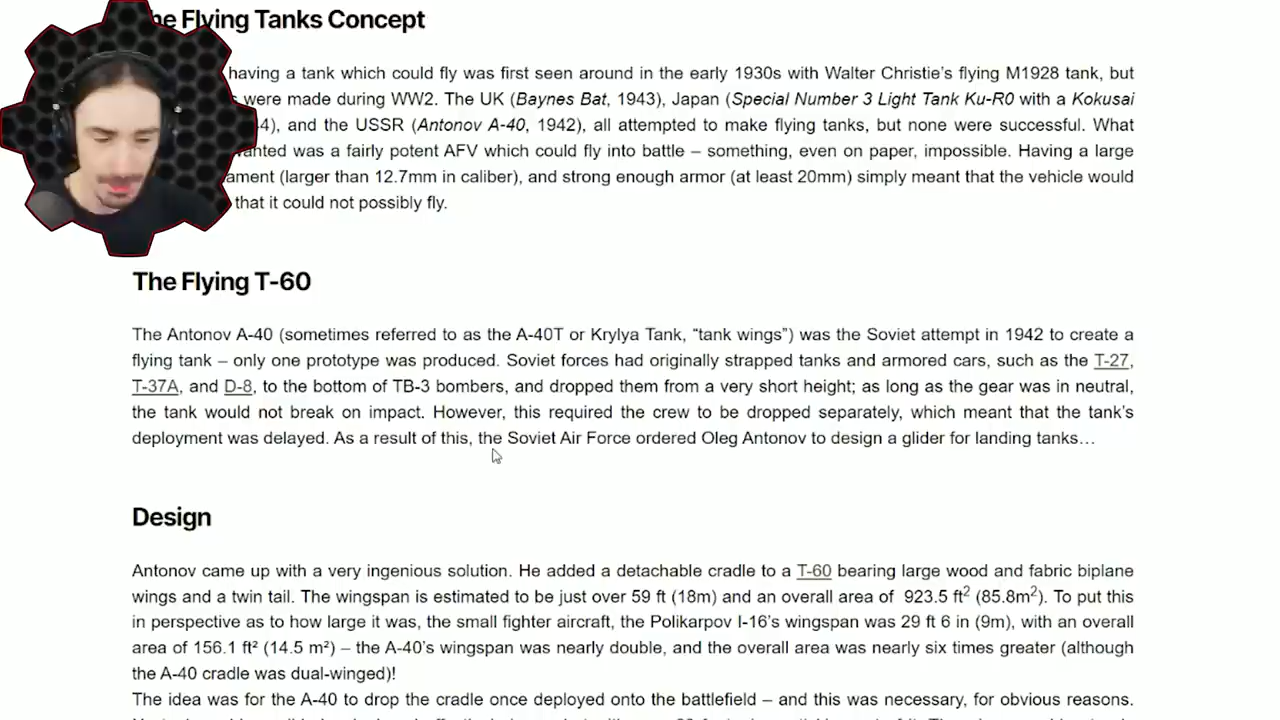 he Flying Tanks Concept
having a tank which could fly was first seen around in the early 1930s with Walter Christie’s flying M1928 tank, but
were made during WW2. The UK (Baynes Bat, 1943), Japan (Special Number 3 Light Tank Ku-R0 with a Kokusai
4), and the USSR (Antonov A-40, 1942), all attempted to make flying tanks, but none were successful. What
anted was a fairly potent AFV which could fly into battle – something, even on paper, impossible. Having a large
ament (larger than 12.7mm in caliber), and strong enough armor (at least 20mm) simply meant that the vehicle would
that it could not possibly fly.
The Flying T-60
The Antonov A-40 (sometimes referred to as the A-40T or Krylya Tank, “tank wings”) was the Soviet attempt in 1942 to create a
flying tank – only one prototype was produced. Soviet forces had originally strapped tanks and armored cars, such as the T-27,
T-37A, and D-8, to the bottom of TB-3 bombers, and dropped them from a very short height; as long as the gear was in neutral,
the tank would not break on impact. However, this required the crew to be dropped separately, which meant that the tank’s
deployment was delayed. As a result of this, the Soviet Air Force ordered Oleg Antonov to design a glider for landing tanks…
Design
Antonov came up with a very ingenious solution. He added a detachable cradle to a T-60 bearing large wood and fabric biplane
wings and a twin tail. The wingspan is estimated to be just over 59 ft (18m) and an overall area of 923.5 ft² (85.8m²). To put this
in perspective as to how large it was, the small fighter aircraft, the Polikarpov I-16’s wingspan was 29 ft 6 in (9m), with an overall
area of 156.1 ft² (14.5 m²) – the A-40’s wingspan was nearly double, and the overall area was nearly six times greater (although
the A-40 cradle was dual-winged)!
The idea was for the A-40 to drop the cradle once deployed onto the battlefield – and this was necessary, for obvious reasons.